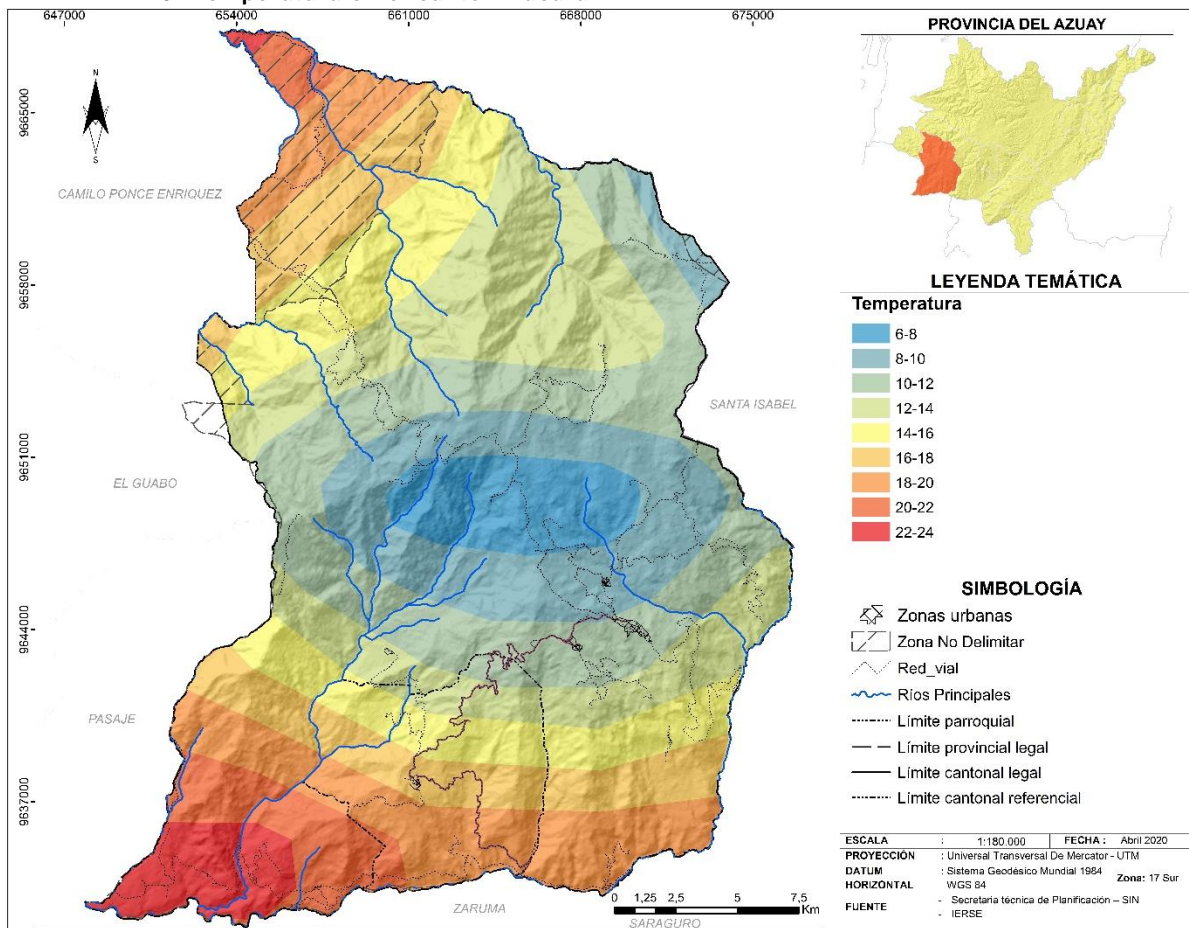 647000
654000
661000
668000
675000
9665000
9658000
9651000
9644000
9637000
N
S
CAMILO PONCE ENRIQUEZ
SANTA ISABEL
EL GUABO
PASAJE
ZARUMA
SARAGURO
0 1,25 2,5 5 7,5
Km
PROVINCIA DEL AZUAY
LEYENDA TEMÁTICA
Temperatura
6-8
8-10
10-12
12-14
14-16
16-18
18-20
20-22
22-24
SIMBOLOGÍA
Zonas urbanas
Zona No Delimitar
Red_vial
Ríos Principales
Límite parroquial
Límite provincial legal
Límite cantonal legal
Límite cantonal referencial
ESCALA : 1:180.000 FECHA : Abril 2020
PROYECCIÓN : Universal Transversal De Mercator - UTM
DATUM : Sistema Geodésico Mundial 1984
HORIZONTAL WGS 84 Zona: 17 Sur
FUENTE - Secretaria técnica de Planificación – SIN
- IERSE